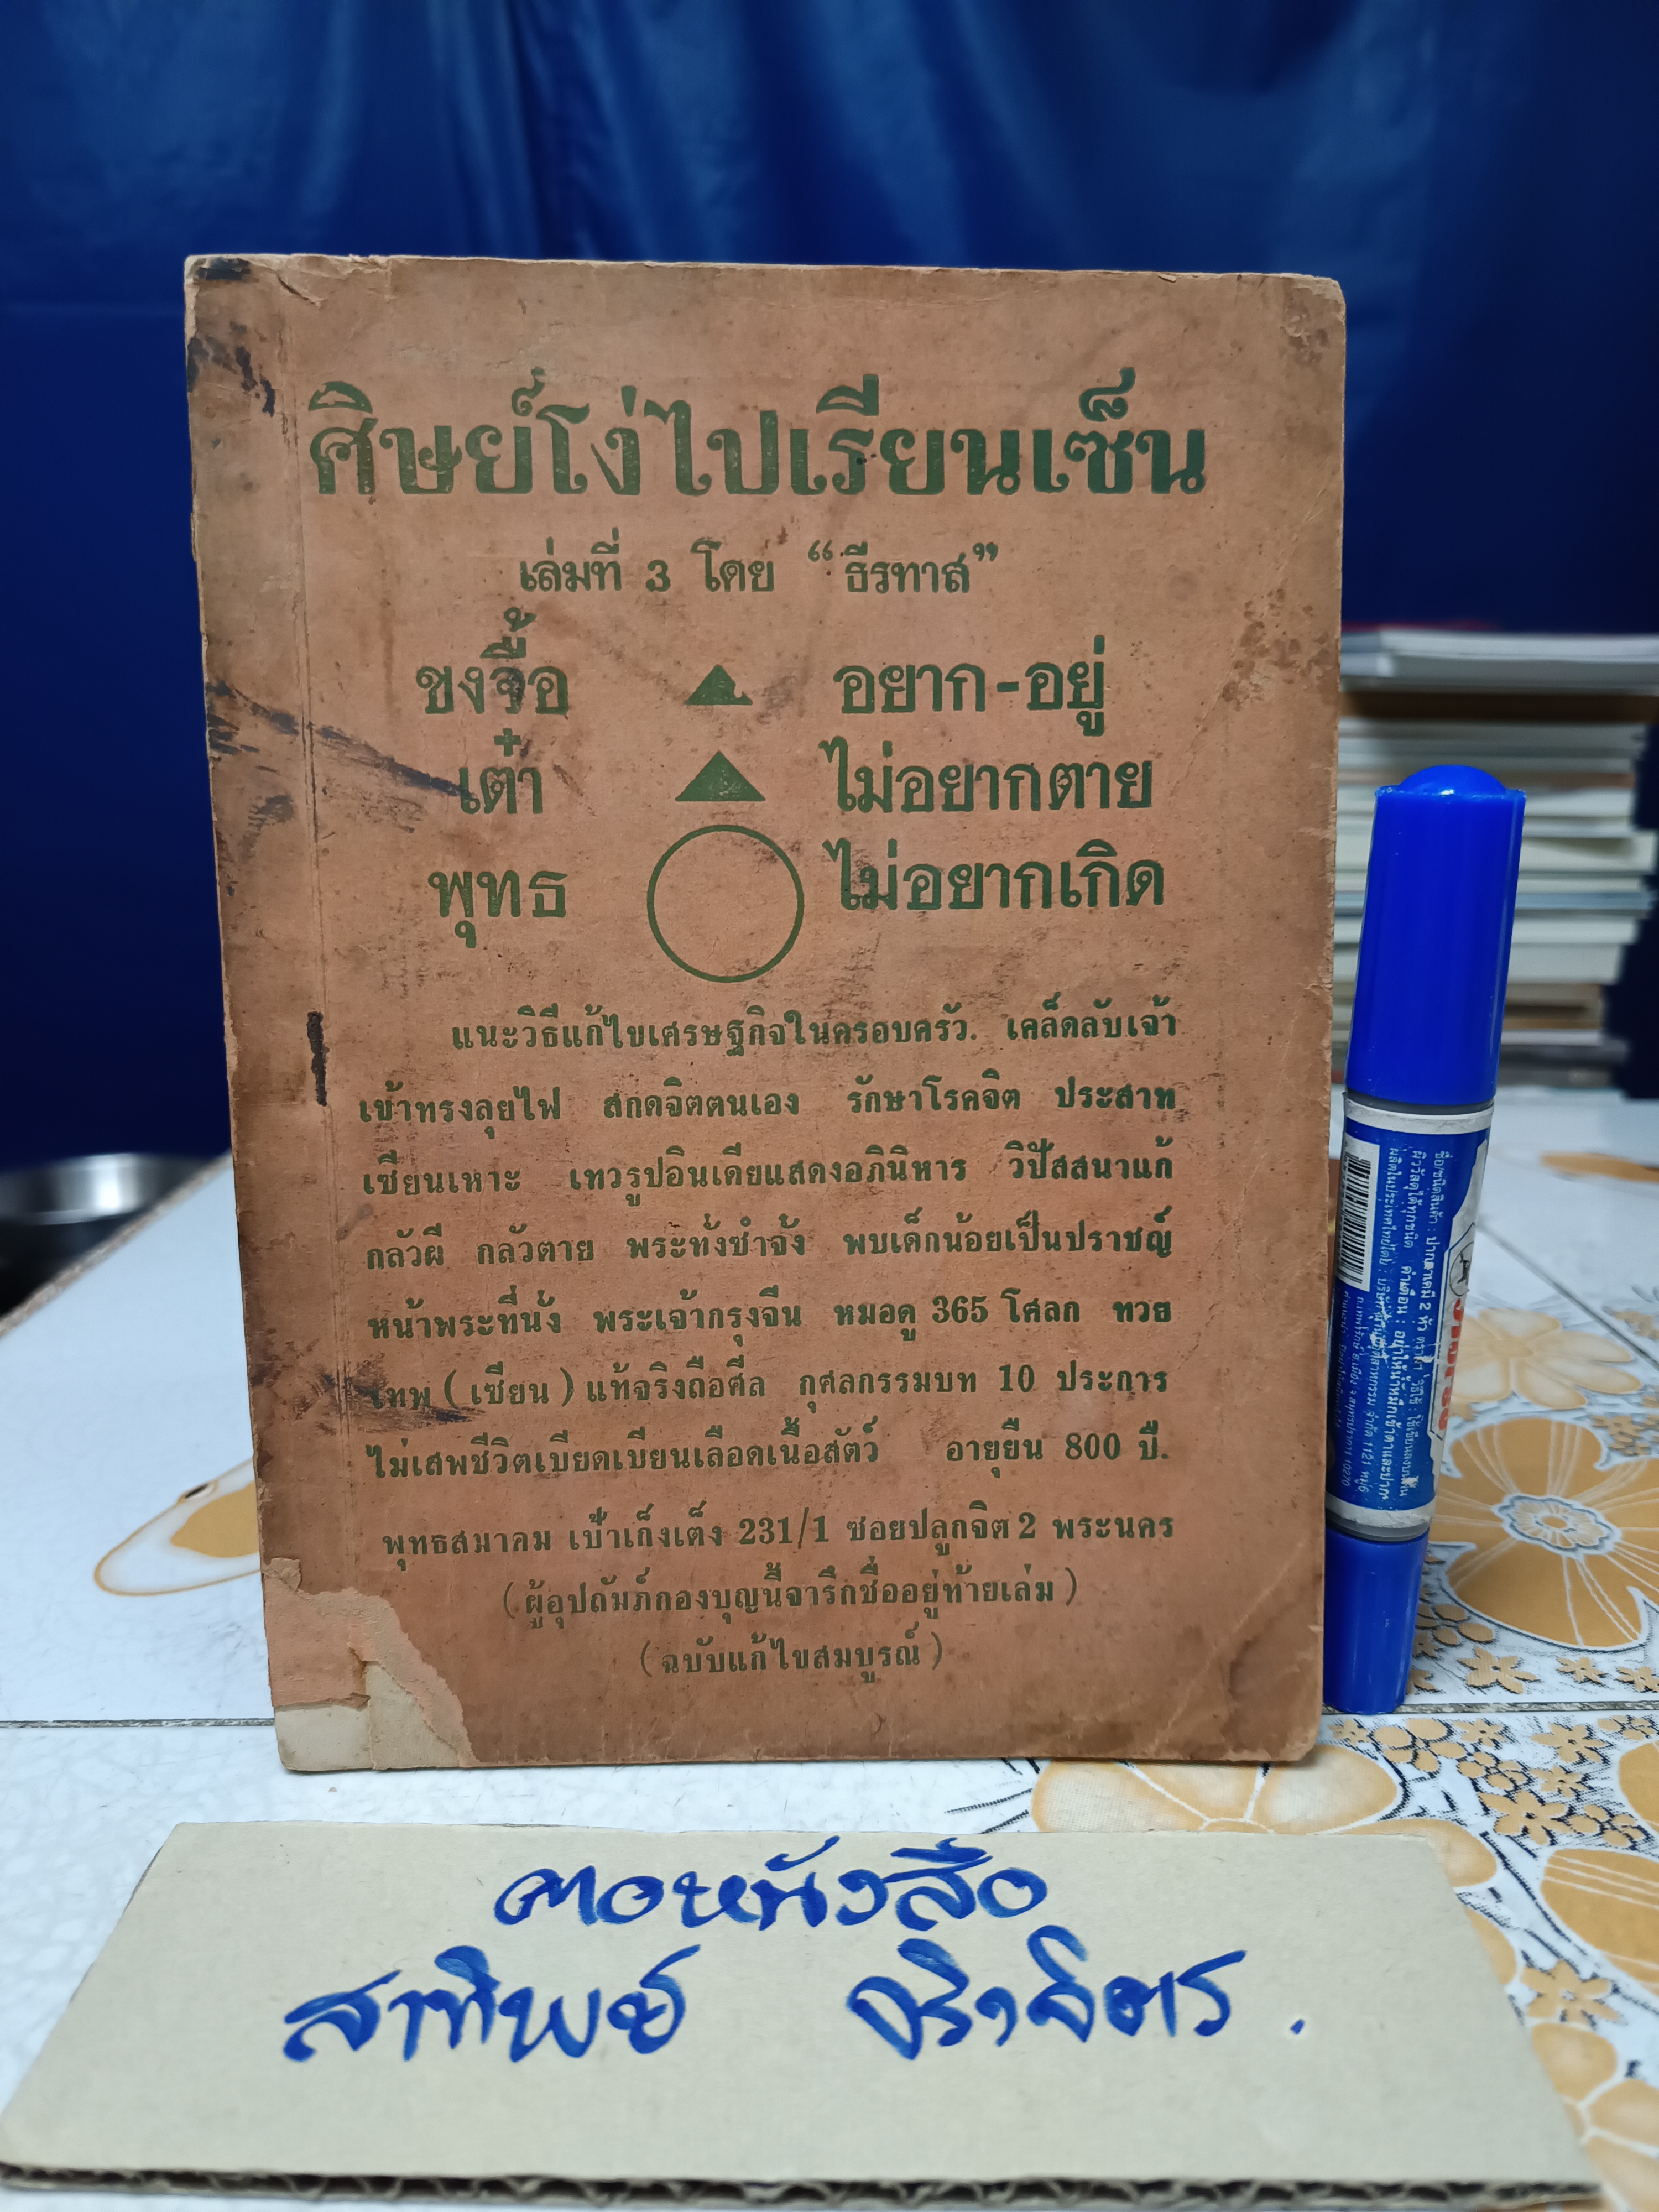 ศิษย์โง่ไปเรียนเซ็น
เล่มที่ 3 โดย “ธีรทาส”
ขงจื้อ อยาก-อยู่
เต๋า ไม่อยากตาย
พุทธ ไม่อยากเกิด
แนะวิธีแก้ไขเศรษฐกิจในครอบครัว. เคล็ดลับเจ้า
เข้าทรงลุยไฟ สกดจิตตนเอง รักษาโรคจิต ประสาท
เซียนเหาะ เทวรูปอินเดียแสดงอภินิหาร วิปัสสนาแก้
กลัวผี กลัวตาย พระทั่งซำจั๋ง พบเด็กน้อยเป็นปราชญ์
หน้าพระที่นั่ง พระเจ้ากรุงจีน หมอดู 365 โศลก ทวย
เทพ (เซียน) แท้จริงถือศีล กุศลกรรมบท 10 ประการ
ไม่เสพชีวิตเบียดเบียนเลือดเนื้อสัตว์ อายุยืน 800 ปี.
พุทธสมาคม เป้าเก็งเต็ง 231/1 ซอยปลูกจิต 2 พระนคร
(ผู้อุปถัมภ์กองบุญนี้จารึกชื่ออยู่ท้ายเล่ม)
(ฉบับแก้ไขสมบูรณ์)
คอหนังสือ
สาทิพย์ จริงจิตร.